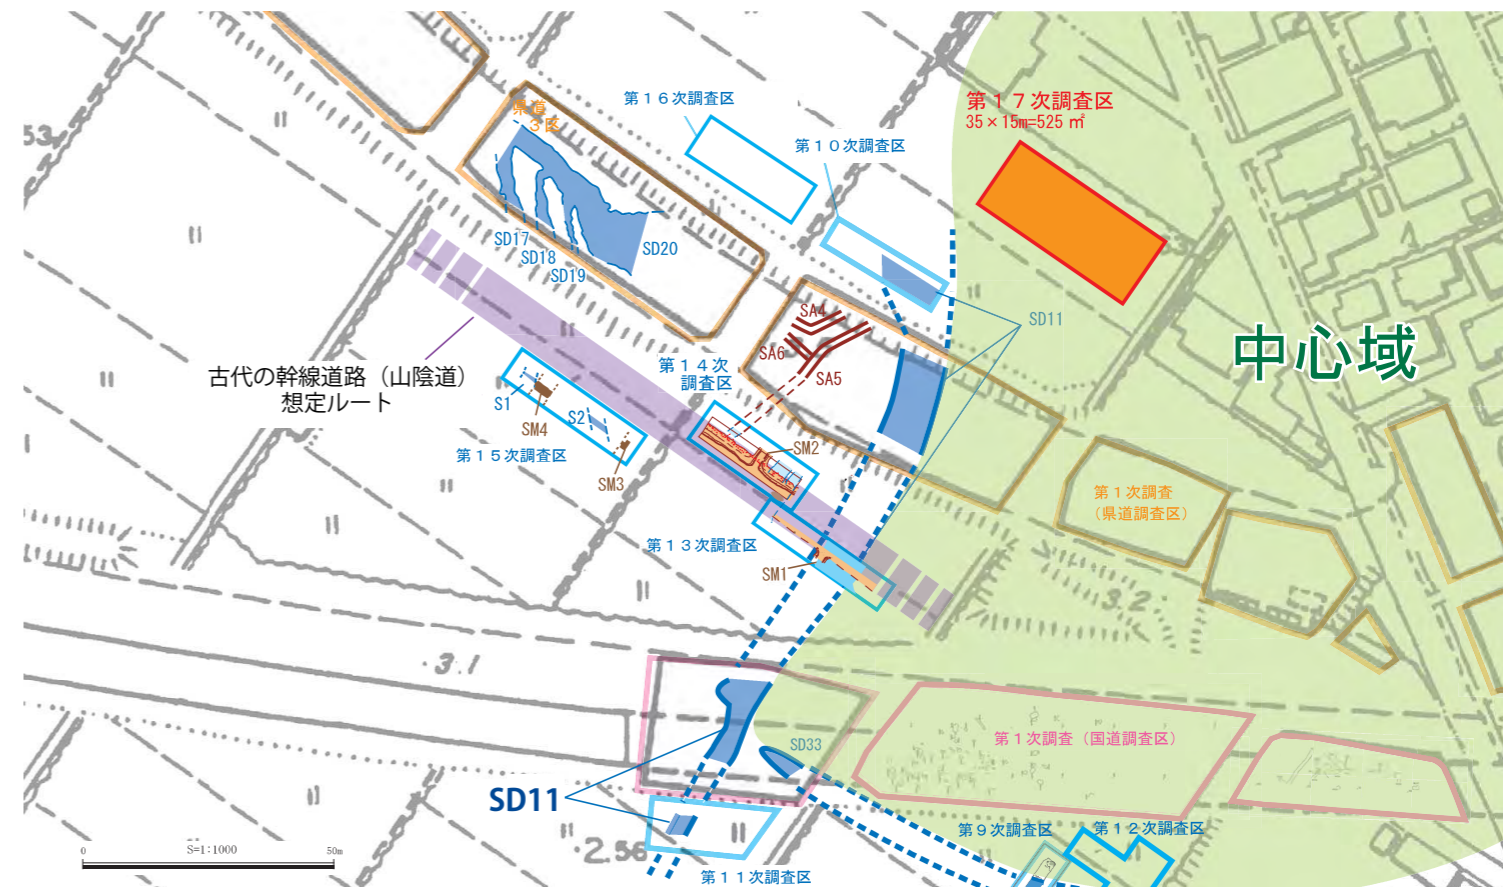 県道
3区
第16次調査区
第10次調査区
第17次調査区
35×15m=525 ㎡
53
SD17
SD18
SD19
SD20
SD11
SA4
SA6
SA5
中心域
古代の幹線道路（山陰道）
想定ルート
第14次
調査区
S1
SM4
S2
SM3
第15次調査区
SM2
第13次調査区
SM1
第1次調査
（県道調査区）
3.2
3.1
SD33
第1次調査（国道調査区）
SD11
2.56
第11次調査区
第9次調査区
第12次調査区
0
S=1:1000
50m